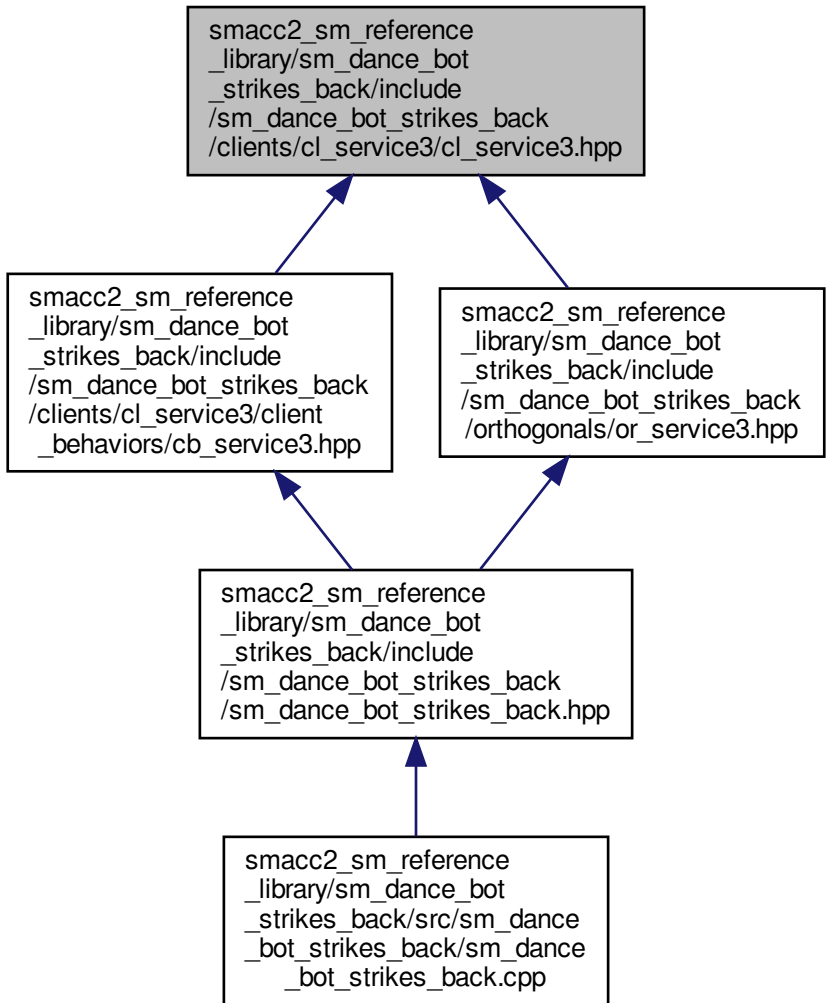 smacc2_sm_reference
_library/sm_dance_bot
_strikes_back/include
/sm_dance_bot_strikes_back
/clients/cl_service3/cl_service3.hpp
smacc2_sm_reference
_library/sm_dance_bot
_strikes_back/include
/sm_dance_bot_strikes_back
/clients/cl_service3/client
_behaviors/cb_service3.hpp
smacc2_sm_reference
_library/sm_dance_bot
_strikes_back/include
/sm_dance_bot_strikes_back
/orthogonals/or_service3.hpp
smacc2_sm_reference
_library/sm_dance_bot
_strikes_back/include
/sm_dance_bot_strikes_back
/sm_dance_bot_strikes_back.hpp
smacc2_sm_reference
_library/sm_dance_bot
_strikes_back/src/sm_dance
_bot_strikes_back/sm_dance
_bot_strikes_back.cpp